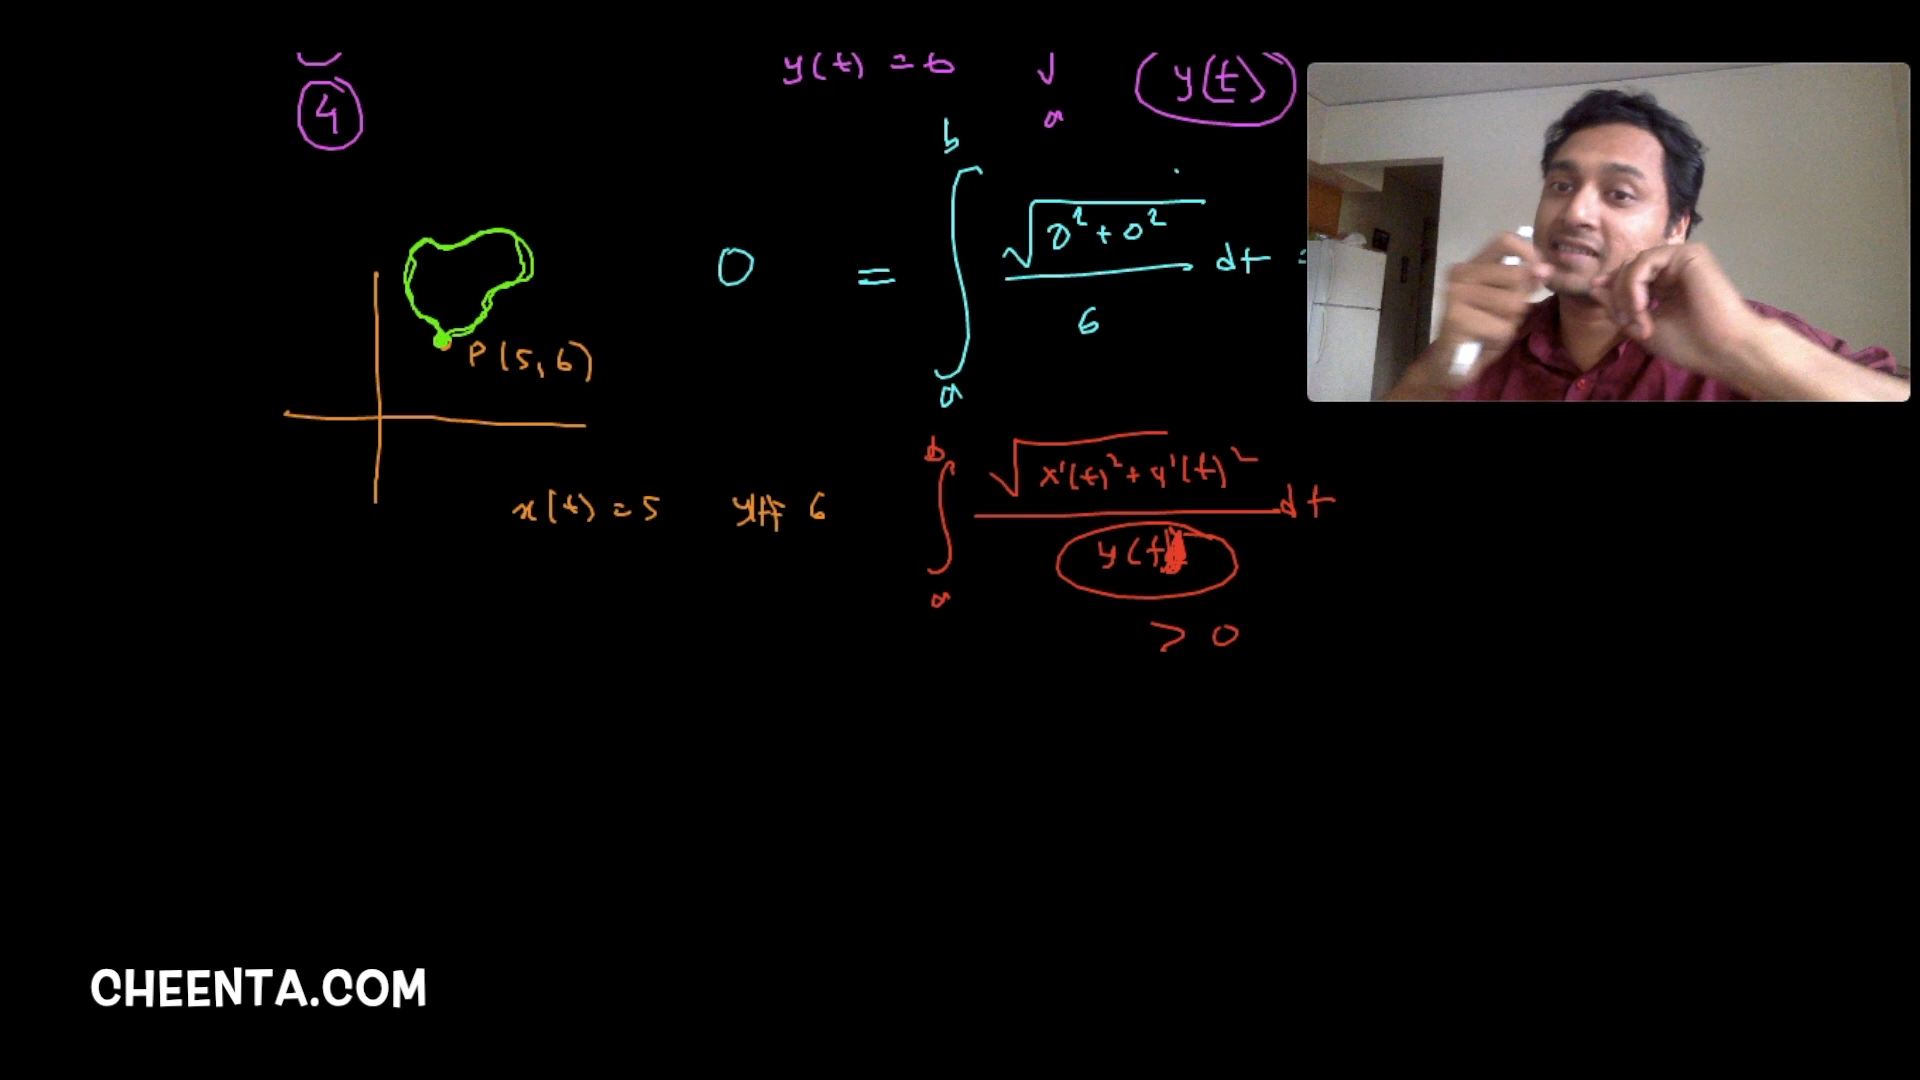 y(t) = 6
y(t)
a
4
b
0 = ∫ √(0² + 0²) / 6 dt =
a
P(5, 6)
b
∫ √(x'(t)² + y'(t)²) / y(t) dt
a
x(t) = 5
6
> 0
CHEENTA.COM